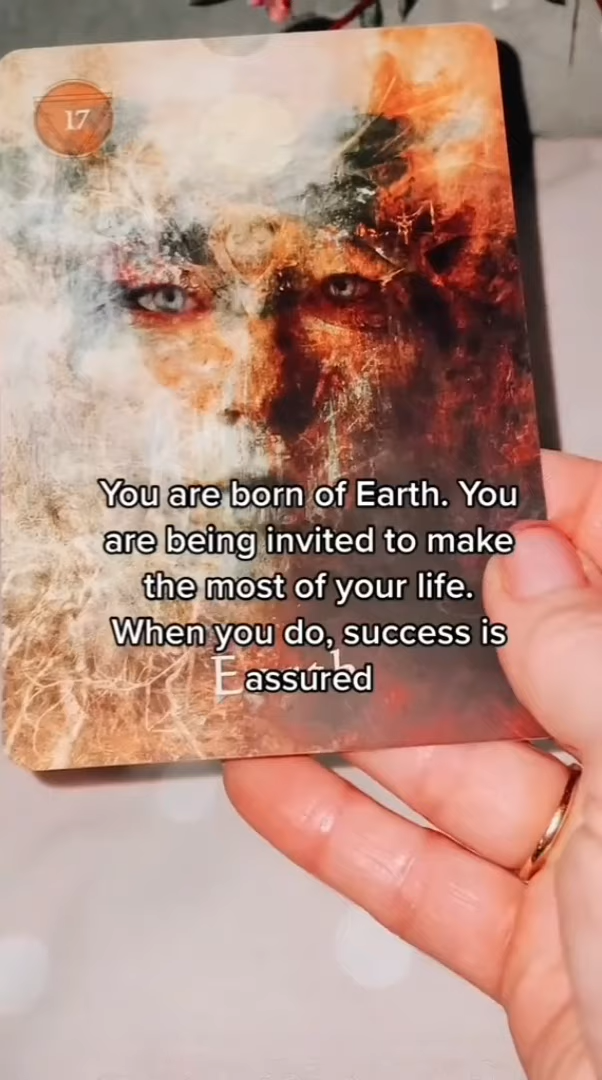 17
You are born of Earth. You
are being invited to make
the most of your life.
When you do, success is
assured
Earth